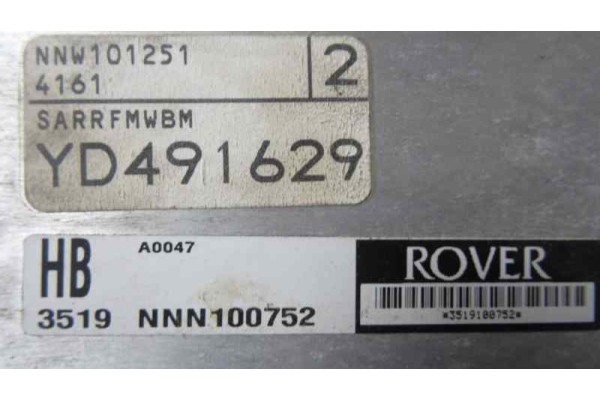 NNW101251
4161
2
SARRFMWBM
YD491629
HB A0047
3519 NNN100752
ROVER
*3519100752*